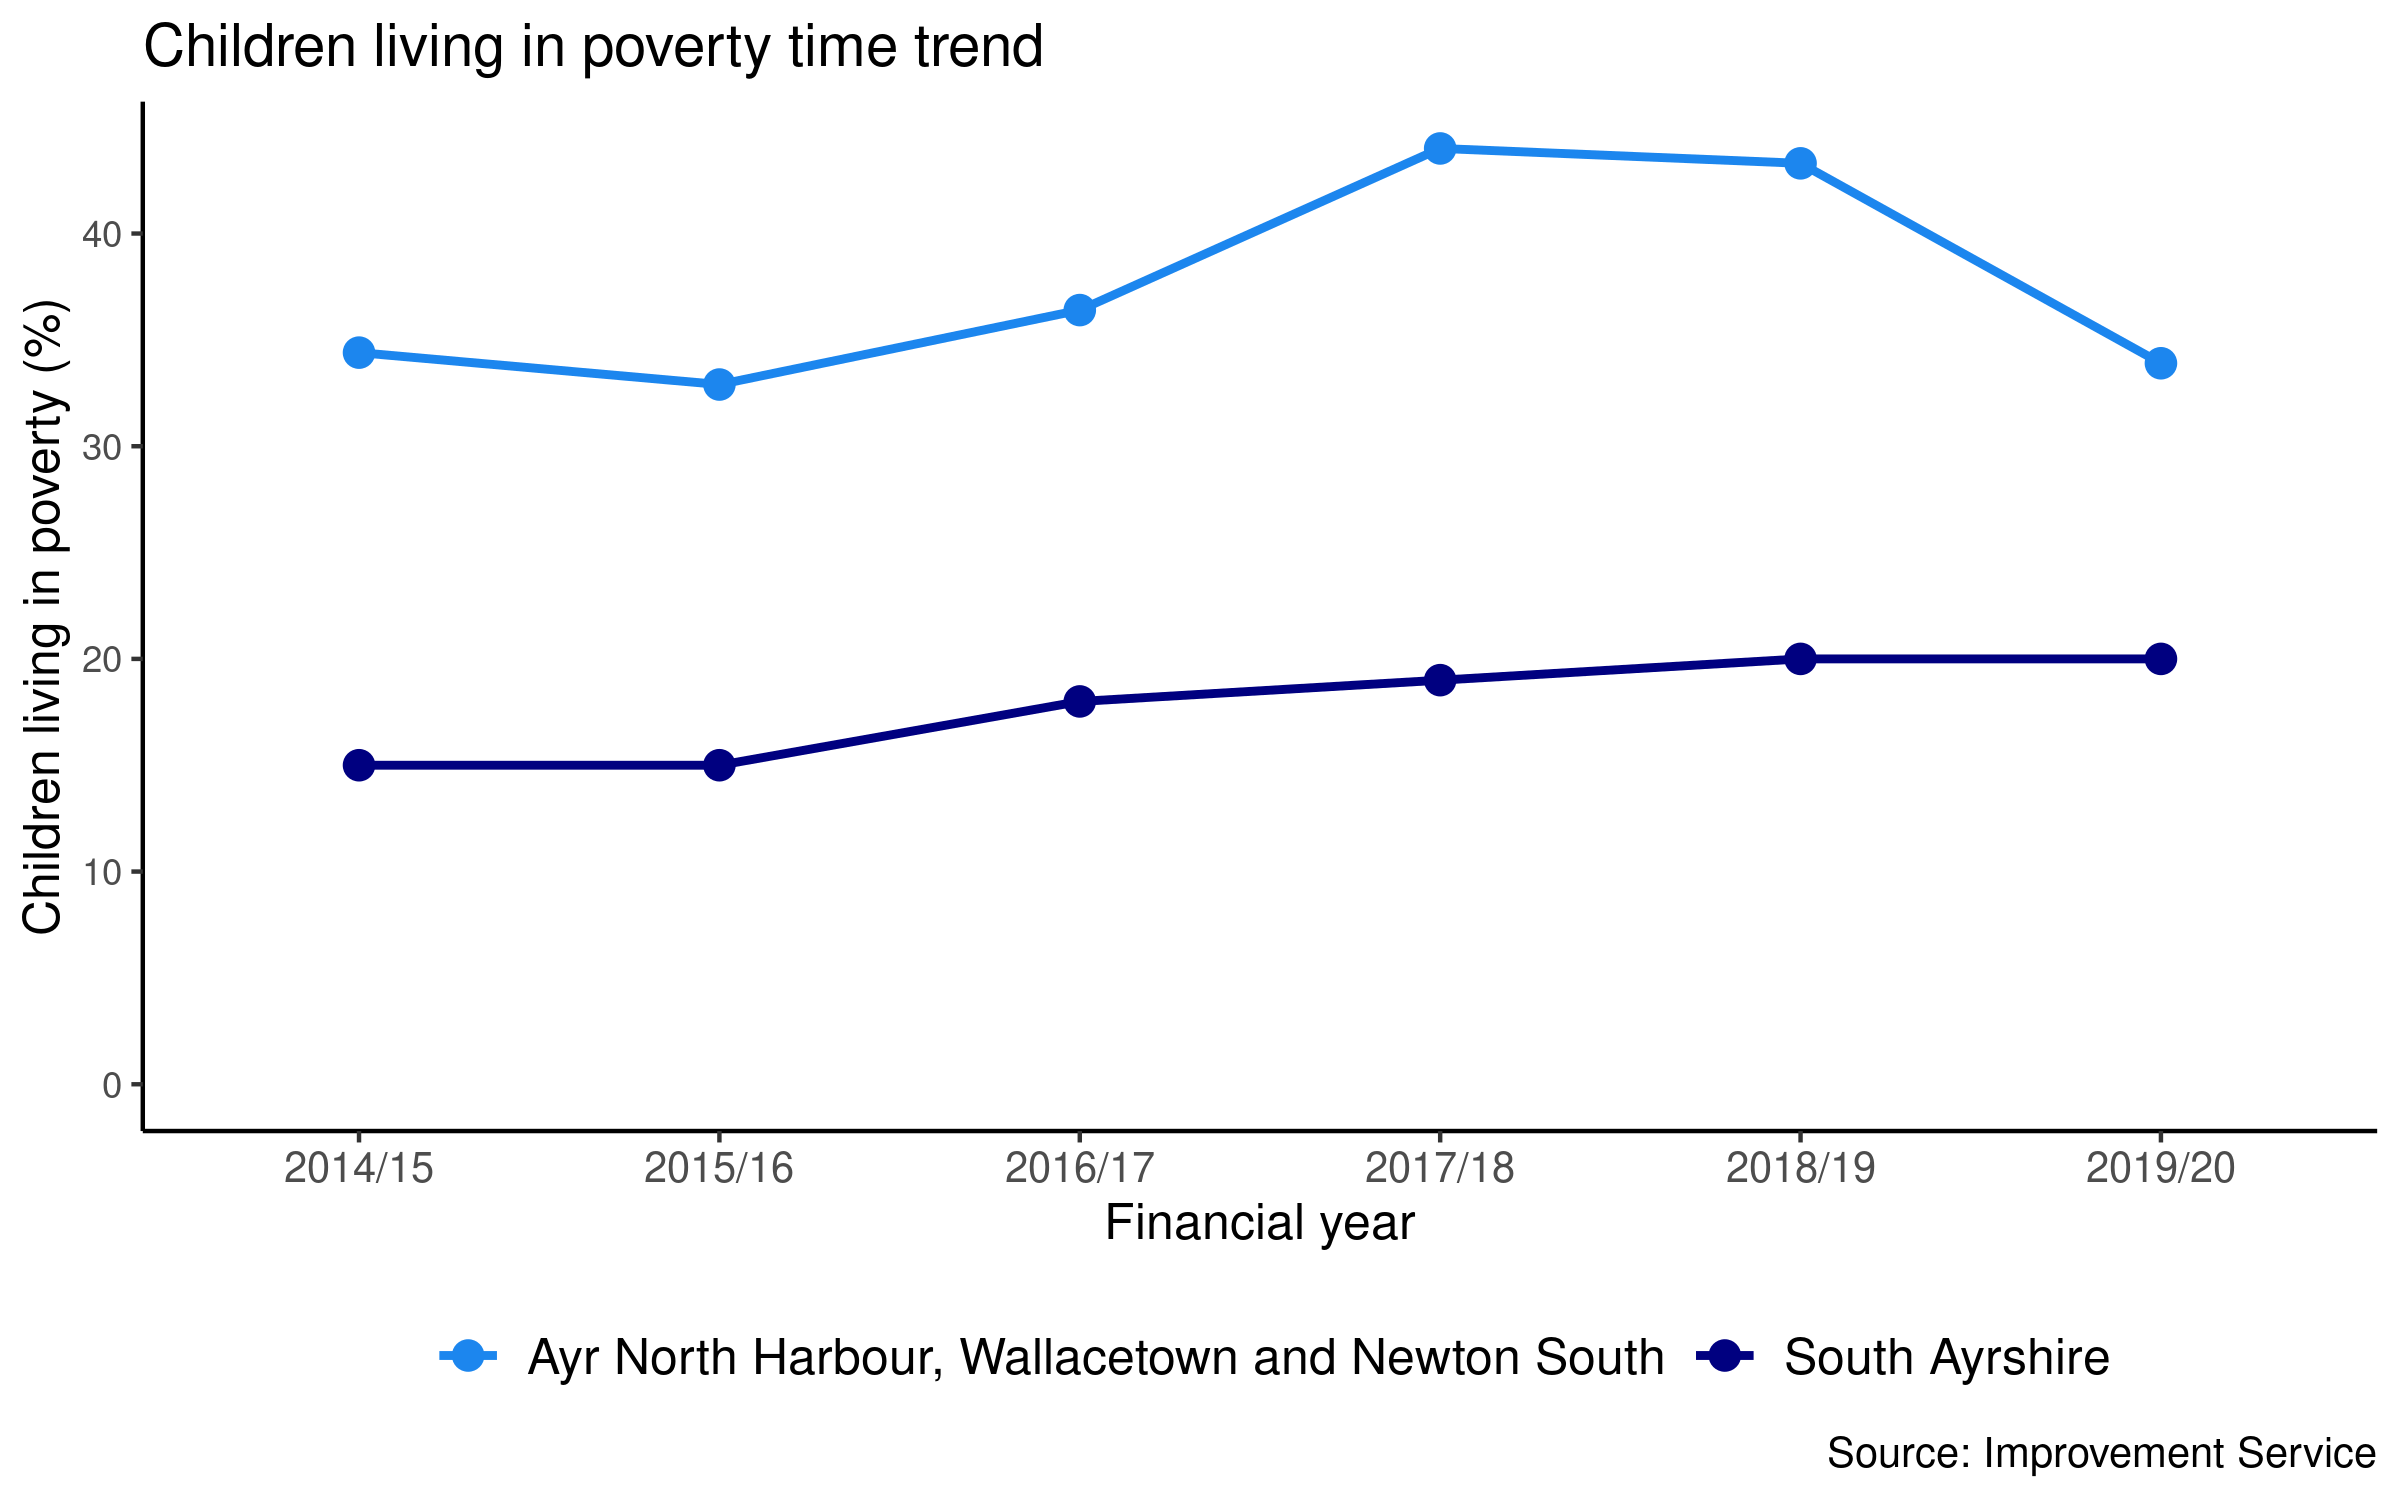 Children living in poverty time trend
Children living in poverty (%)
40
30
20
10
0
2014/15 2015/16 2016/17 2017/18 2018/19 2019/20
Financial year
Ayr North Harbour, Wallacetown and Newton South South Ayrshire
Source: Improvement Service